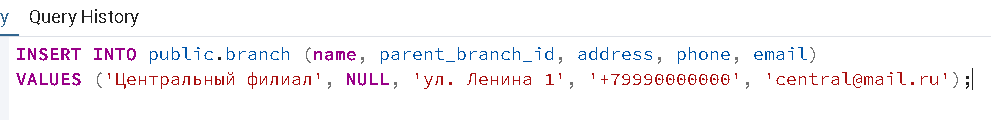 y Query History
INSERT INTO public.branch (name, parent_branch_id, address, phone, email)
VALUES ('Центральный филиал', NULL, 'ул. Ленина 1', '+79990000000', 'central@mail.ru');